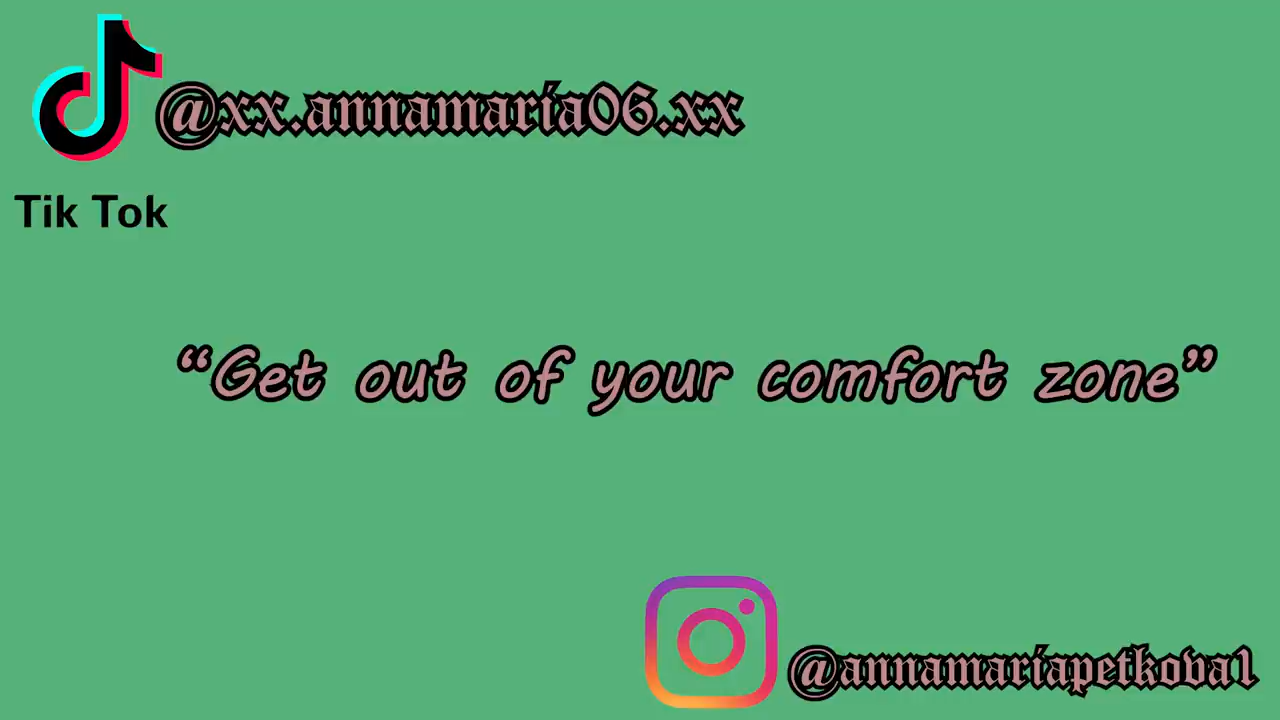 @xx.annamaria06.xx
Tik Tok
“Get out of your comfort zone”
@annamariapetkova1